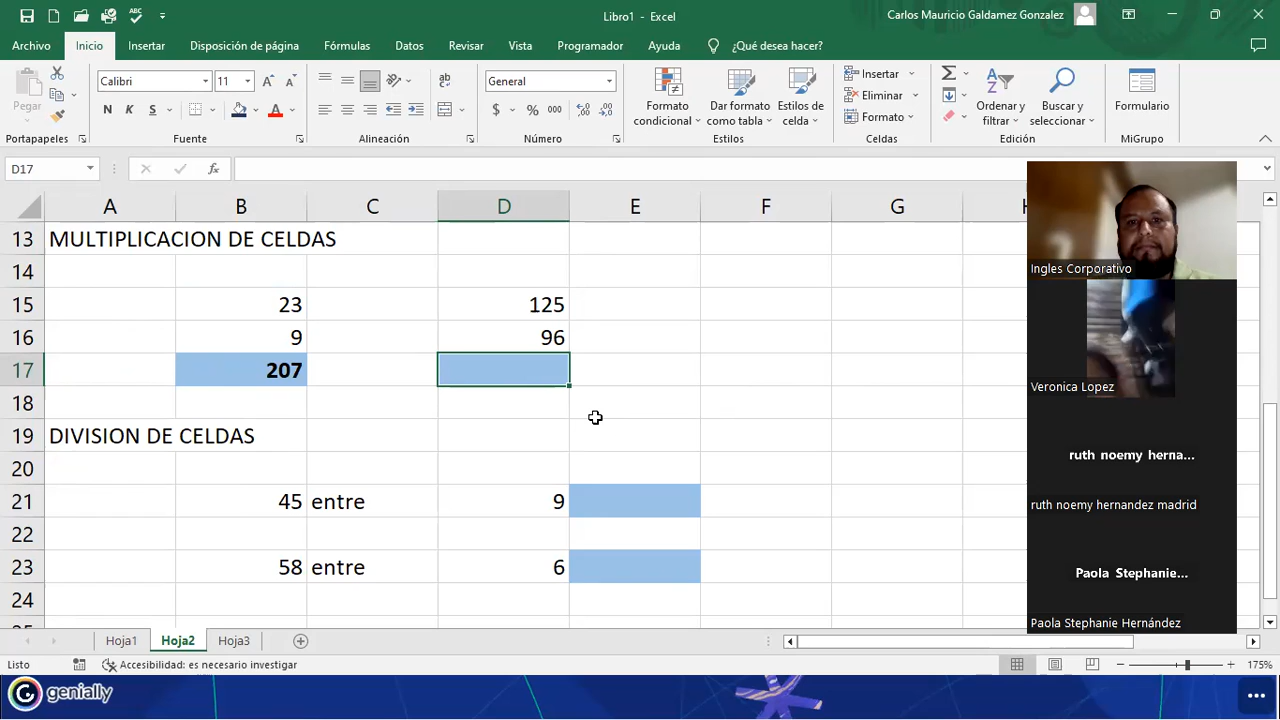 Libro1 - Excel
Carlos Mauricio Galdamez Gonzalez
Archivo Inicio Insertar Disposición de página Fórmulas Datos Revisar Vista Programador Ayuda ¿Qué desea hacer?
Pegar
Portapapeles
Calibri 11
N K S
Fuente
Alineación
General
$ % 000
Número
Formato condicional
Dar formato como tabla
Estilos de celda
Estilos
Insertar
Eliminar
Formato
Celdas
Ordenar y filtrar
Buscar y seleccionar
Edición
Formulario
MiGrupo
D17 fx
A B C D E F G H
13 MULTIPLICACION DE CELDAS
14
15 23 125
16 9 96
17 207
18
19 DIVISION DE CELDAS
20
21 45 entre 9
22
23 58 entre 6
24
25
Ingles Corporativo
Veronica Lopez
ruth noemy herna...
ruth noemy hernandez madrid
Paola Stephanie...
Paola Stephanie Hernández
Hoja1 Hoja2 Hoja3
Listo Accesibilidad: es necesario investigar 175%
genially